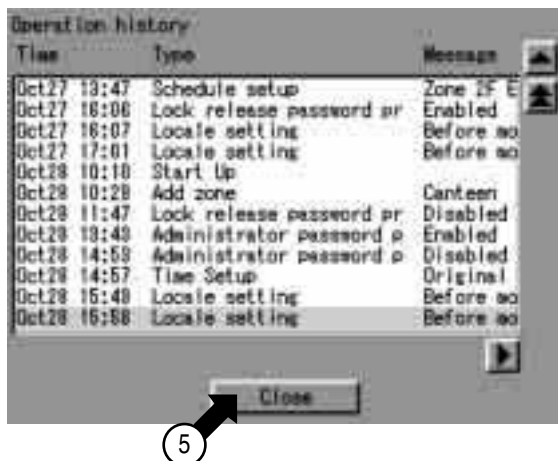 Operation history
Time Type Message
Oct27 13:47 Schedule setup Zone 2F E
Oct27 16:06 Lock release password pr Enabled
Oct27 16:07 Locale setting Before mo
Oct27 17:01 Locale setting Before mo
Oct28 10:10 Start Up
Oct28 10:28 Add zone Canteen
Oct28 11:47 Lock release password pr Disabled
Oct28 13:43 Administrator password p Enabled
Oct28 14:53 Administrator password p Disabled
Oct28 14:57 Time Setup Original
Oct28 15:43 Locale setting Before mo
Oct28 15:58 Locale setting Before mo
Close
5